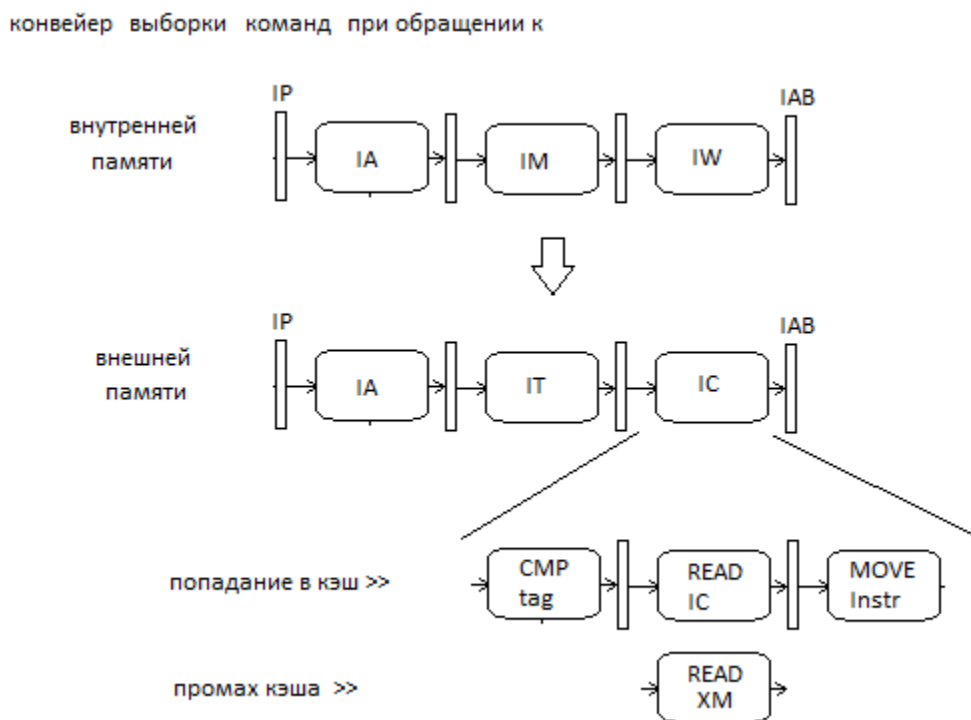 конвейер выборки команд при обращении к
IP
IAB
внутренней
памяти
IA
IM
IW
IP
IAB
внешней
памяти
IA
IT
IC
попадание в кэш >>
CMP
tag
READ
IC
MOVE
Instr
промах кэша >>
READ
XM